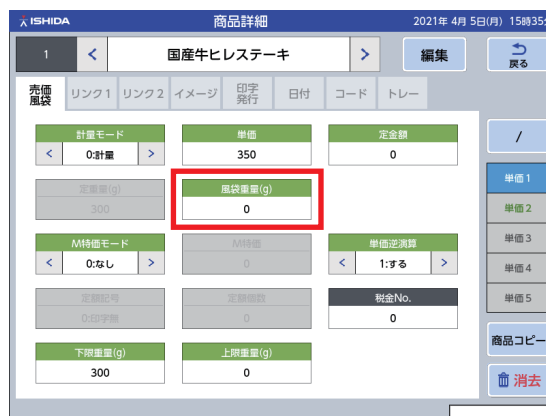 ISHIDA 商品詳細 2021年 4月 5日(月) 15時35
1 < 国産牛ヒレステーキ > 編集 戻る
売価
風袋 リンク1 リンク2 イメージ 印字
発行 日付 コード トレー
計量モード 単価 定金額
< 0:計量 > 350 0 /
定重量(g) 風袋重量(g) 単価1
300 0 単価2
M特価モード M特価 単価逆演算 単価3
< 0:なし > 0 < 1:する > 単価4
定額記号 定額個数 税金No. 単価5
0:印字無 0 0
下限重量(g) 上限重量(g) 商品コピー
300 0 消去